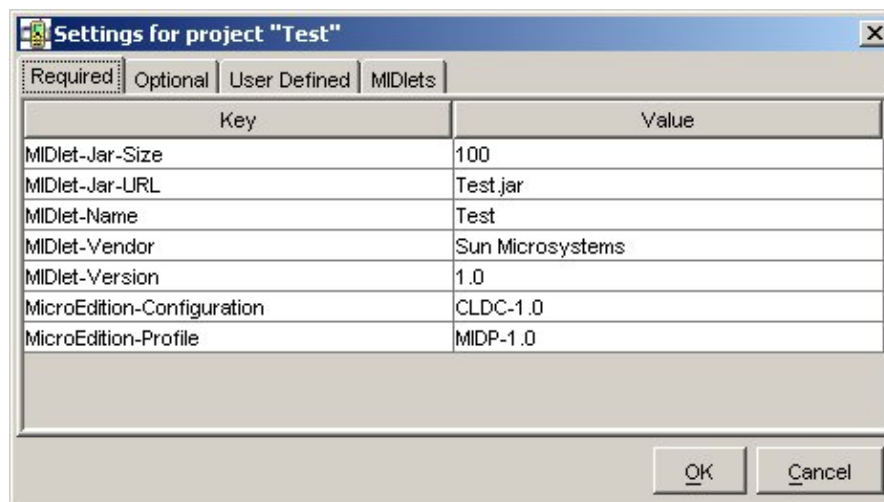 Settings for project "Test"
Required Optional User Defined MIDlets
Key Value
MIDlet-Jar-Size 100
MIDlet-Jar-URL Test.jar
MIDlet-Name Test
MIDlet-Vendor Sun Microsystems
MIDlet-Version 1.0
MicroEdition-Configuration CLDC-1.0
MicroEdition-Profile MIDP-1.0
OK Cancel